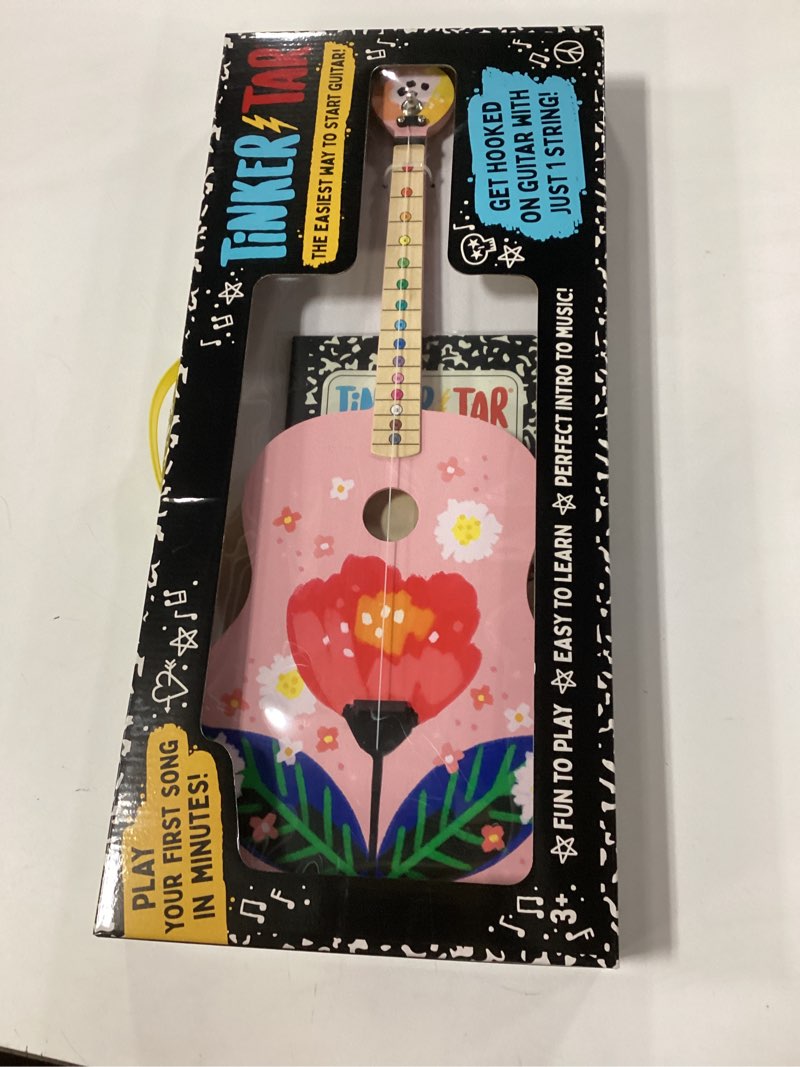 TINKER TAR
THE EASIEST WAY TO START GUITAR!
GET HOOKED
ON GUITAR WITH
JUST 1 STRING!
TINKER TAR
FUN TO PLAY EASY TO LEARN PERFECT INTRO TO MUSIC!
PLAY
YOUR FIRST SONG
IN MINUTES!
3+